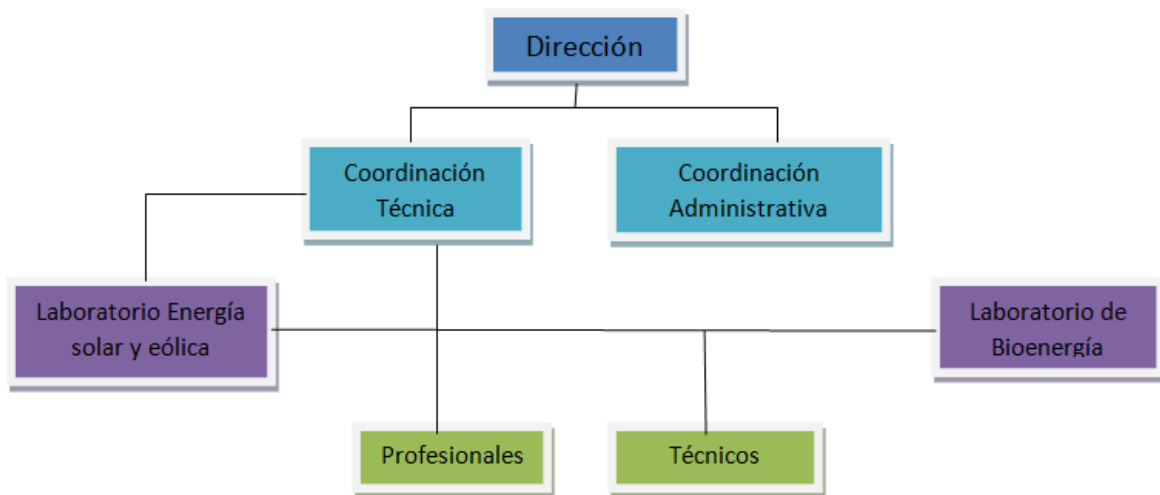 Dirección
Coordinación
Técnica
Coordinación
Administrativa
Laboratorio Energía
solar y eólica
Laboratorio de
Bioenergía
Profesionales
Técnicos